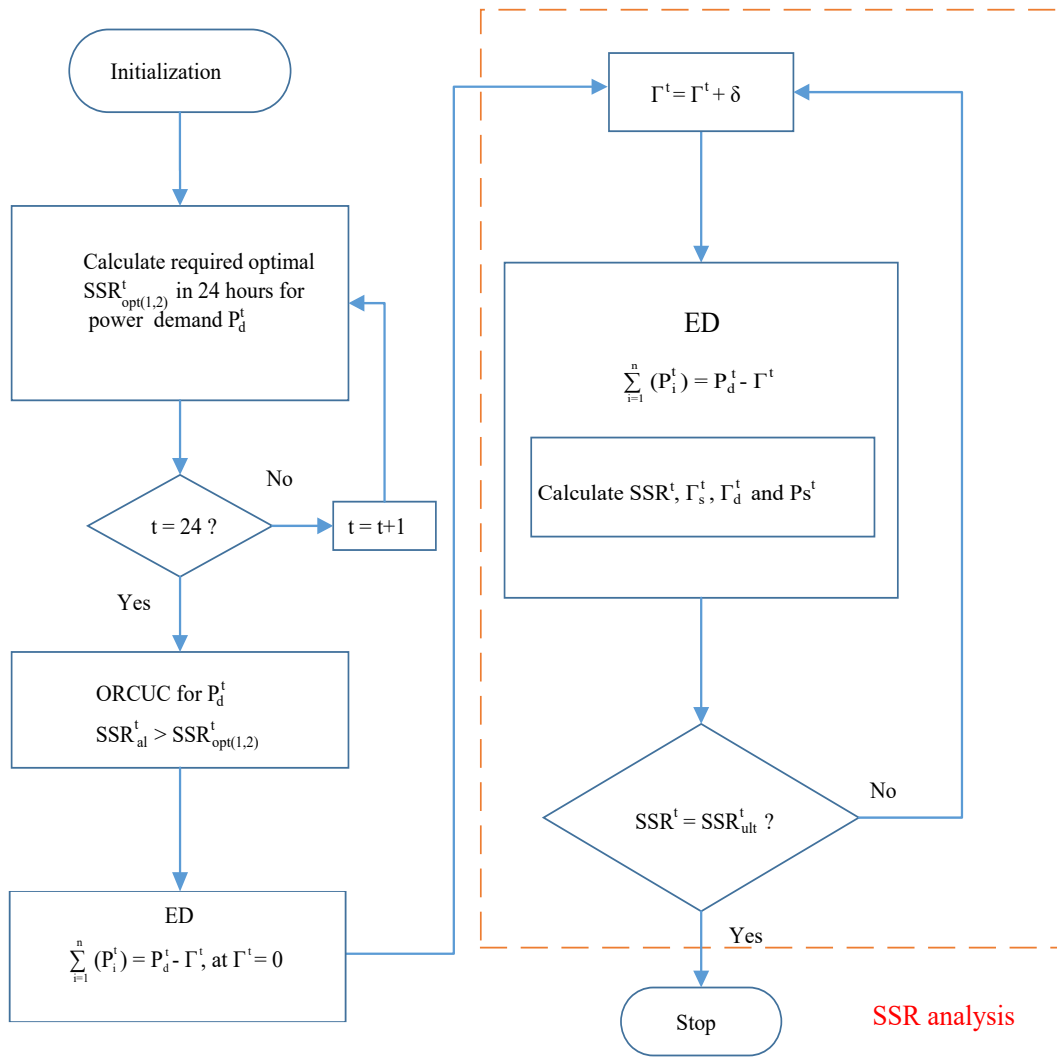 Initialization
Calculate required optimal
SSR^t_opt(1,2) in 24 hours for
power demand P^t_d
t = 24 ?
No
t = t+1
Yes
ORCUC for P^t_d
SSR^t_al > SSR^t_opt(1,2)
ED
∑^n_i=1 (P^t_i) = P^t_d - Γ^t, at Γ^t = 0
Γ^t = Γ^t + δ
ED
∑^n_i=1 (P^t_i) = P^t_d - Γ^t
Calculate SSR^t, Γ^t_s, Γ^t_d and Ps^t
SSR^t = SSR^t_ult ?
No
Yes
Stop
SSR analysis